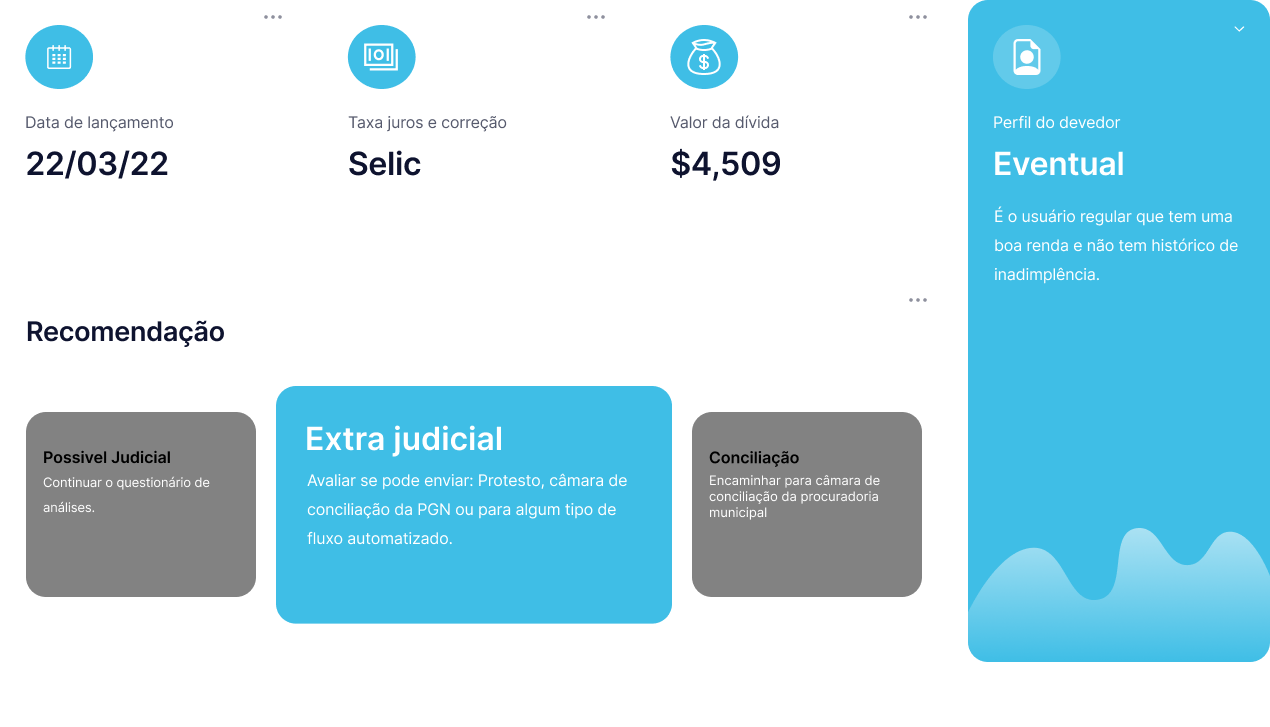 Data de lançamento
22/03/22
Taxa juros e correção
Selic
Valor da dívida
$4,509
Perfil do devedor
Eventual
É o usuário regular que tem uma
boa renda e não tem histórico de
inadimplência.
Recomendação
Possivel Judicial
Continuar o questionário de
análises.
Extra judicial
Avaliar se pode enviar: Protesto, câmara de
conciliação da PGN ou para algum tipo de
fluxo automatizado.
Conciliação
Encaminhar para câmara de
conciliação da procuradoria
municipal